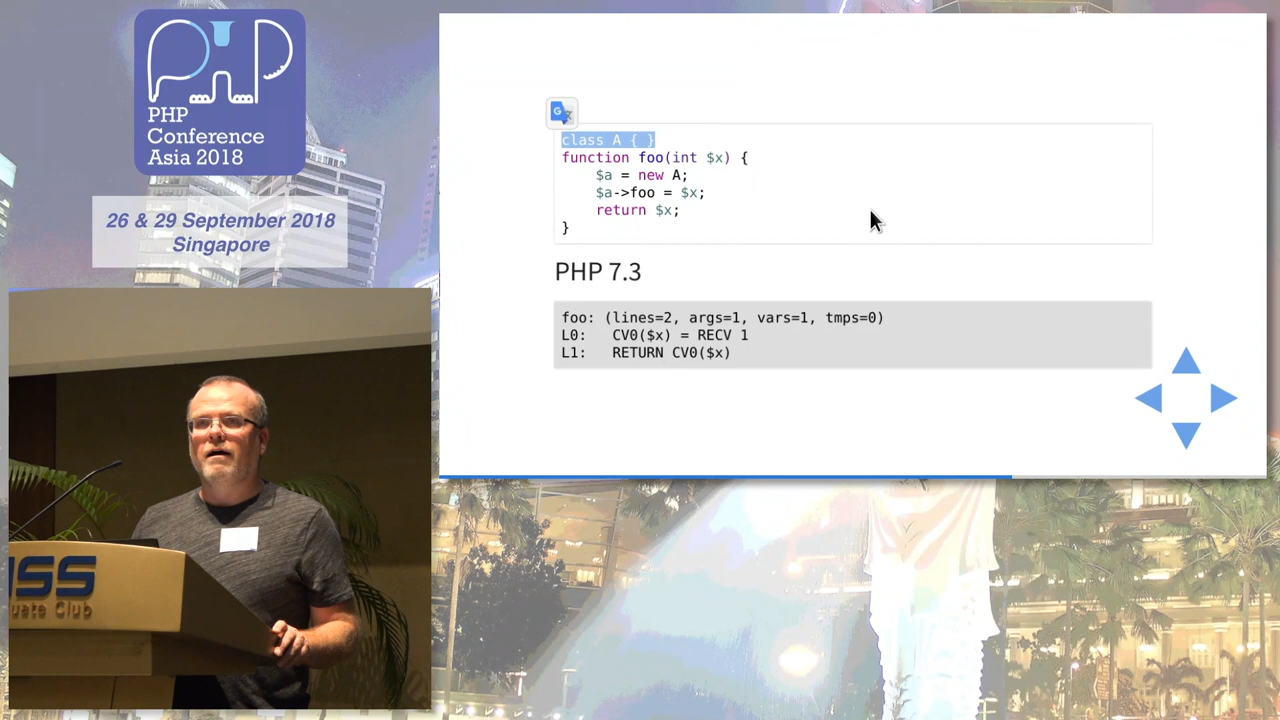 PHP
Conference
Asia 2018
26 & 29 September 2018
Singapore
class A { }
function foo(int $x) {
    $a = new A;
    $a->foo = $x;
    return $x;
}
PHP 7.3
foo: (lines=2, args=1, vars=1, tmps=0)
L0:   CV0($x) = RECV 1
L1:   RETURN CV0($x)
uate Club